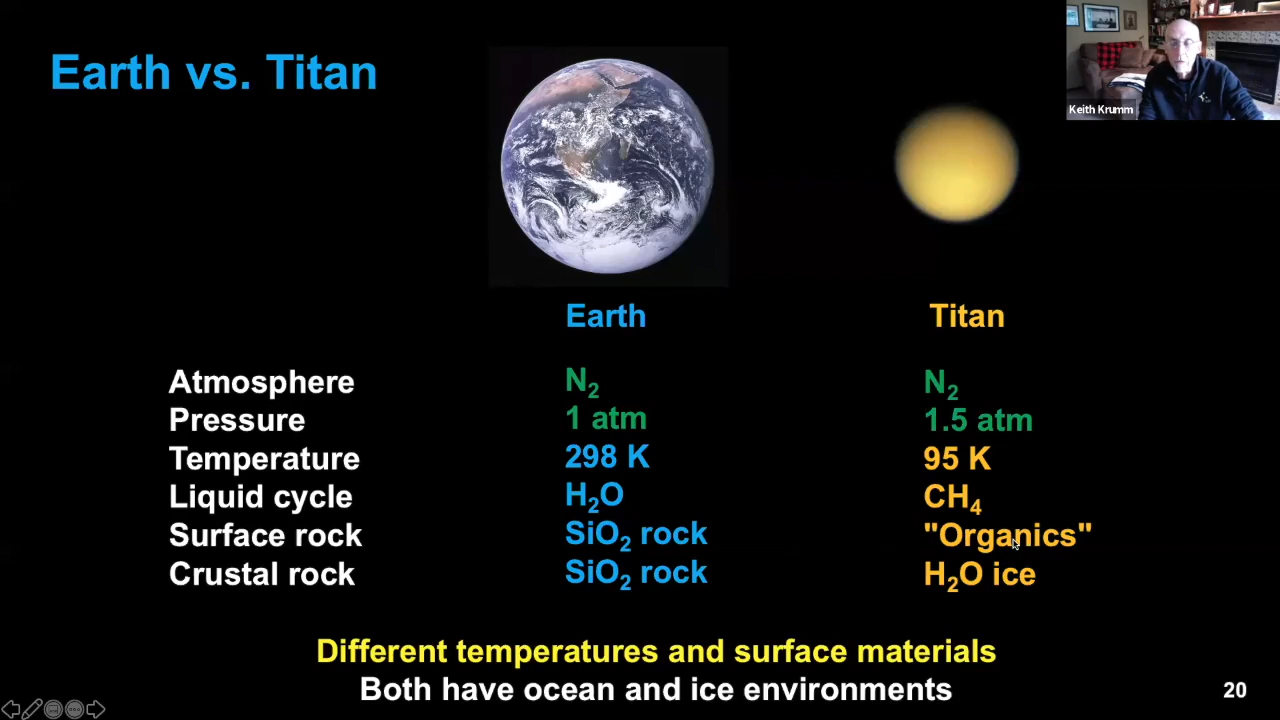 Earth vs. Titan
Keith Krumm
Earth Titan
Atmosphere N₂ N₂
Pressure 1 atm 1.5 atm
Temperature 298 K 95 K
Liquid cycle H₂O CH₄
Surface rock SiO₂ rock "Organics"
Crustal rock SiO₂ rock H₂O ice
Different temperatures and surface materials
Both have ocean and ice environments
20